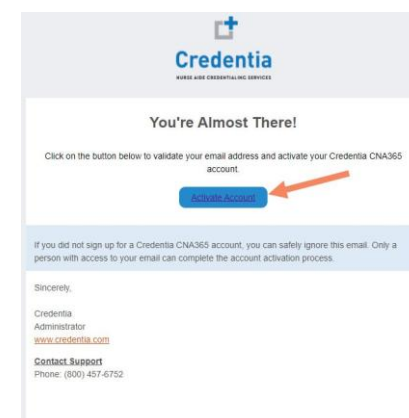 Credentia
NURSE AIDE CREDENTIALING SERVICES
You're Almost There!
Click on the button below to validate your email address and activate your Credentia CNA365
account.
Activate Account
If you did not sign up for a Credentia CNA365 account, you can safely ignore this email. Only a
person with access to your email can complete the account activation process.
Sincerely,
Credentia
Administrator
www.credentia.com
Contact Support
Phone: (800) 457-6752